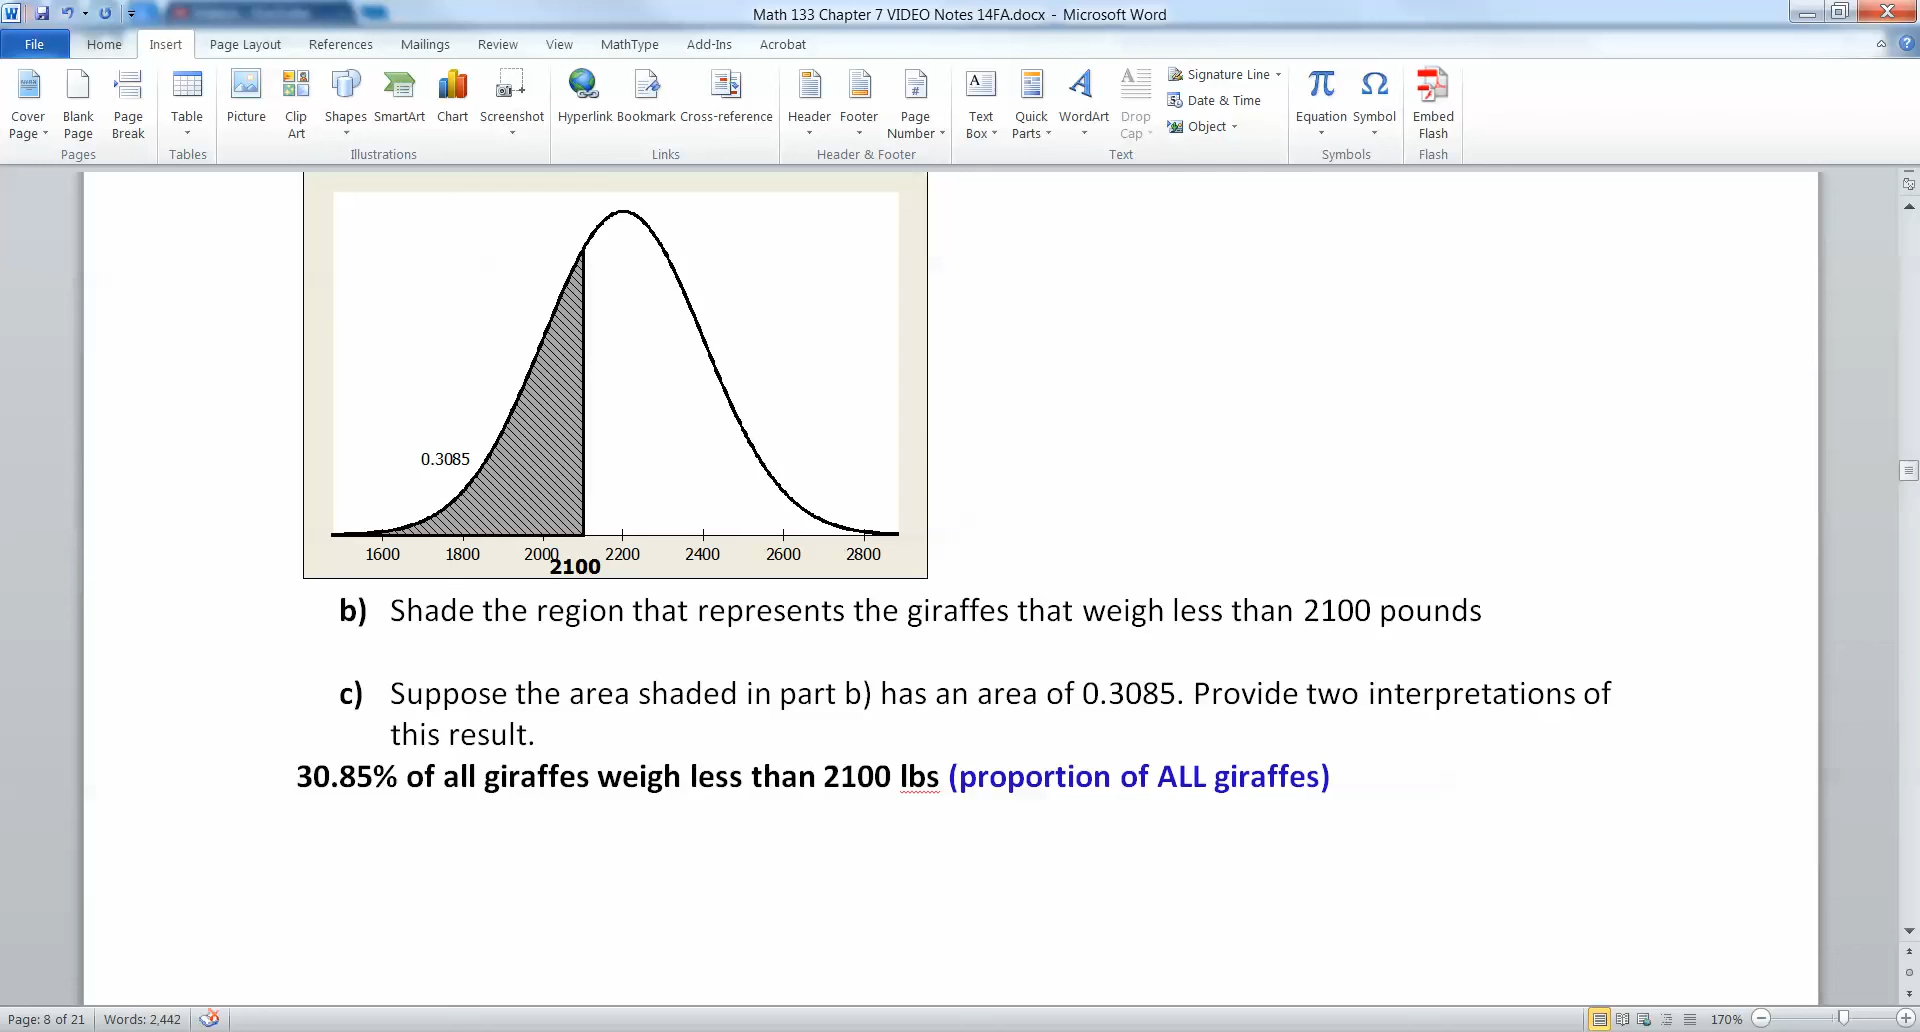 Math 133 Chapter 7 VIDEO Notes 14FA.docx - Microsoft Word
File Home Insert Page Layout References Mailings Review View MathType Add-Ins Acrobat
Cover Page
Blank Page
Page Break
Table
Picture
Clip Art
Shapes
SmartArt
Chart
Screenshot
Hyperlink
Bookmark
Cross-reference
Header
Footer
Page Number
Text Box
Quick Parts
WordArt
Drop Cap
Signature Line
Date & Time
Object
Equation
Symbol
Embed Flash
Pages Tables Illustrations Links Header & Footer Text Symbols Flash
0.3085
1600 1800 2000 2200 2400 2600 2800
2100
b) Shade the region that represents the giraffes that weigh less than 2100 pounds
c) Suppose the area shaded in part b) has an area of 0.3085. Provide two interpretations of
this result.
30.85% of all giraffes weigh less than 2100 lbs (proportion of ALL giraffes)
Page: 8 of 21 Words: 2,442 170%